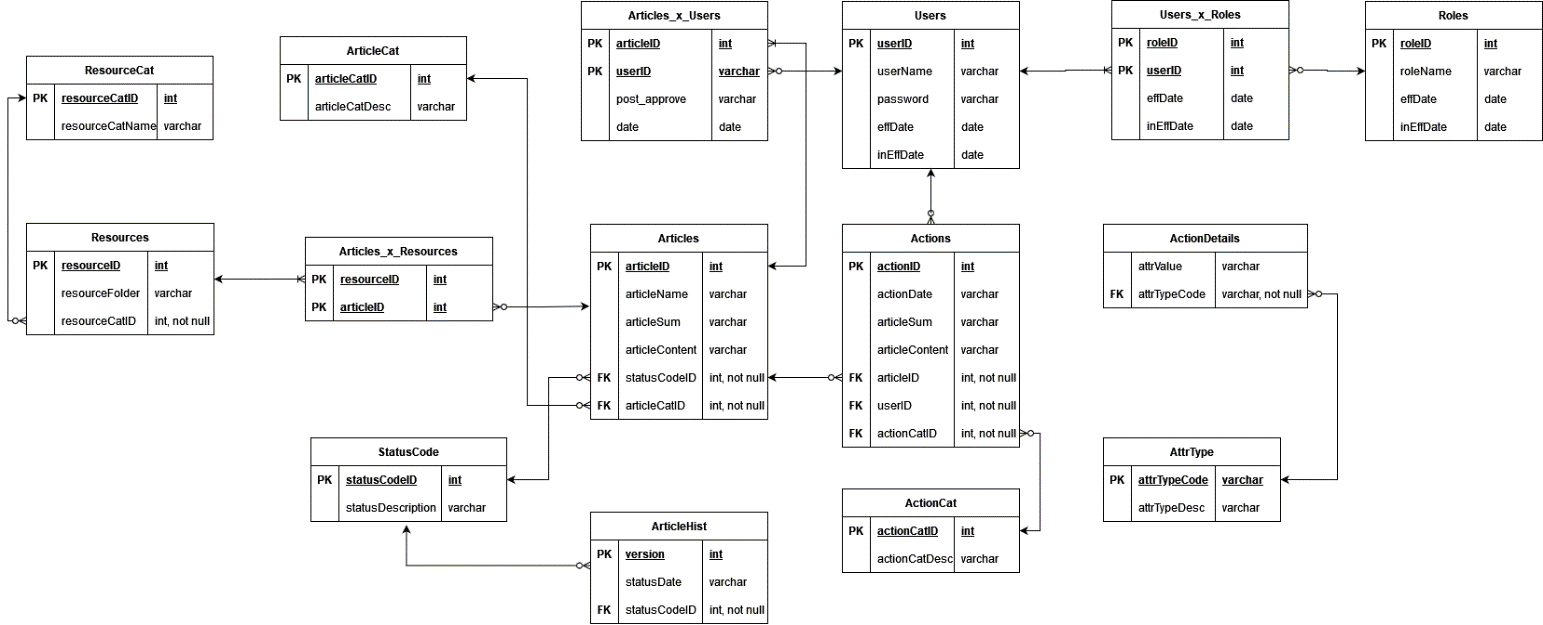 Articles_x_Users
PK articleID int
PK userID varchar
post_approve varchar
date date
Users
PK userID int
userName varchar
password varchar
effDate date
inEffDate date
Users_x_Roles
PK roleID int
PK userID int
effDate date
inEffDate date
Roles
PK roleID int
roleName varchar
effDate date
inEffDate date
ArticleCat
PK articleCatID int
articleCatDesc varchar
ResourceCat
PK resourceCatID int
resourceCatName varchar
Resources
PK resourceID int
resourceFolder varchar
resourceCatID int, not null
Articles_x_Resources
PK resourceID int
PK articleID int
Articles
PK articleID int
articleName varchar
articleSum varchar
articleContent varchar
FK statusCodeID int, not null
FK articleCatID int, not null
Actions
PK actionID int
actionDate varchar
articleSum varchar
articleContent varchar
FK articleID int, not null
FK userID int, not null
FK actionCatID int, not null
ActionDetails
attrValue varchar
FK attrTypeCode varchar, not null
StatusCode
PK statusCodeID int
statusDescription varchar
AttrType
PK attrTypeCode varchar
attrTypeDesc varchar
ActionCat
PK actionCatID int
actionCatDesc varchar
ArticleHist
PK version int
statusDate varchar
FK statusCodeID int, not null